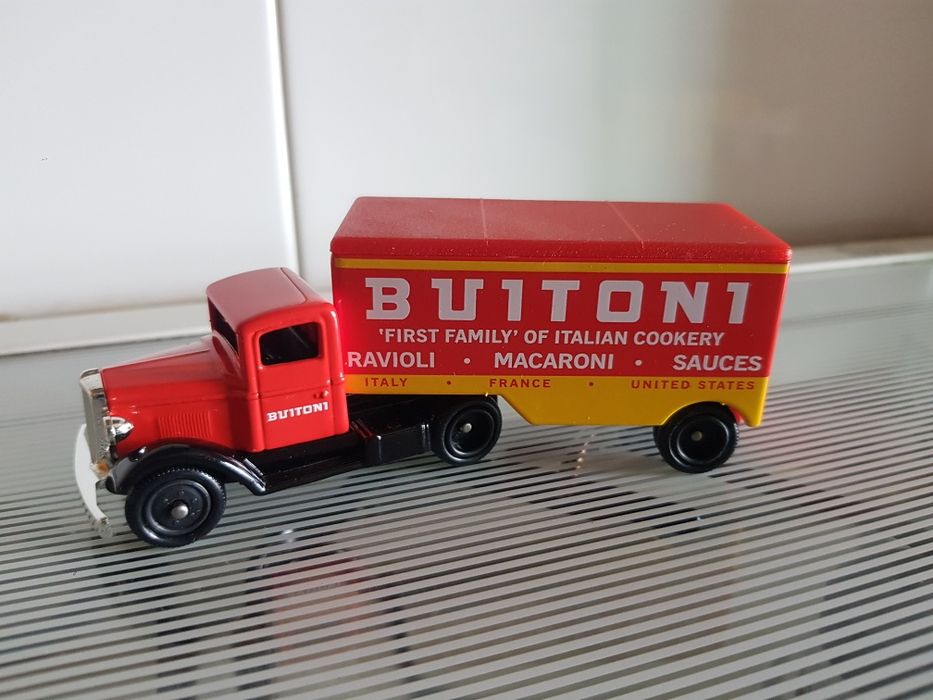 BUITONI
'FIRST FAMILY' OF ITALIAN COOKERY
RAVIOLI • MACARONI • SAUCES
ITALY • FRANCE • UNITED STATES
BUITONI